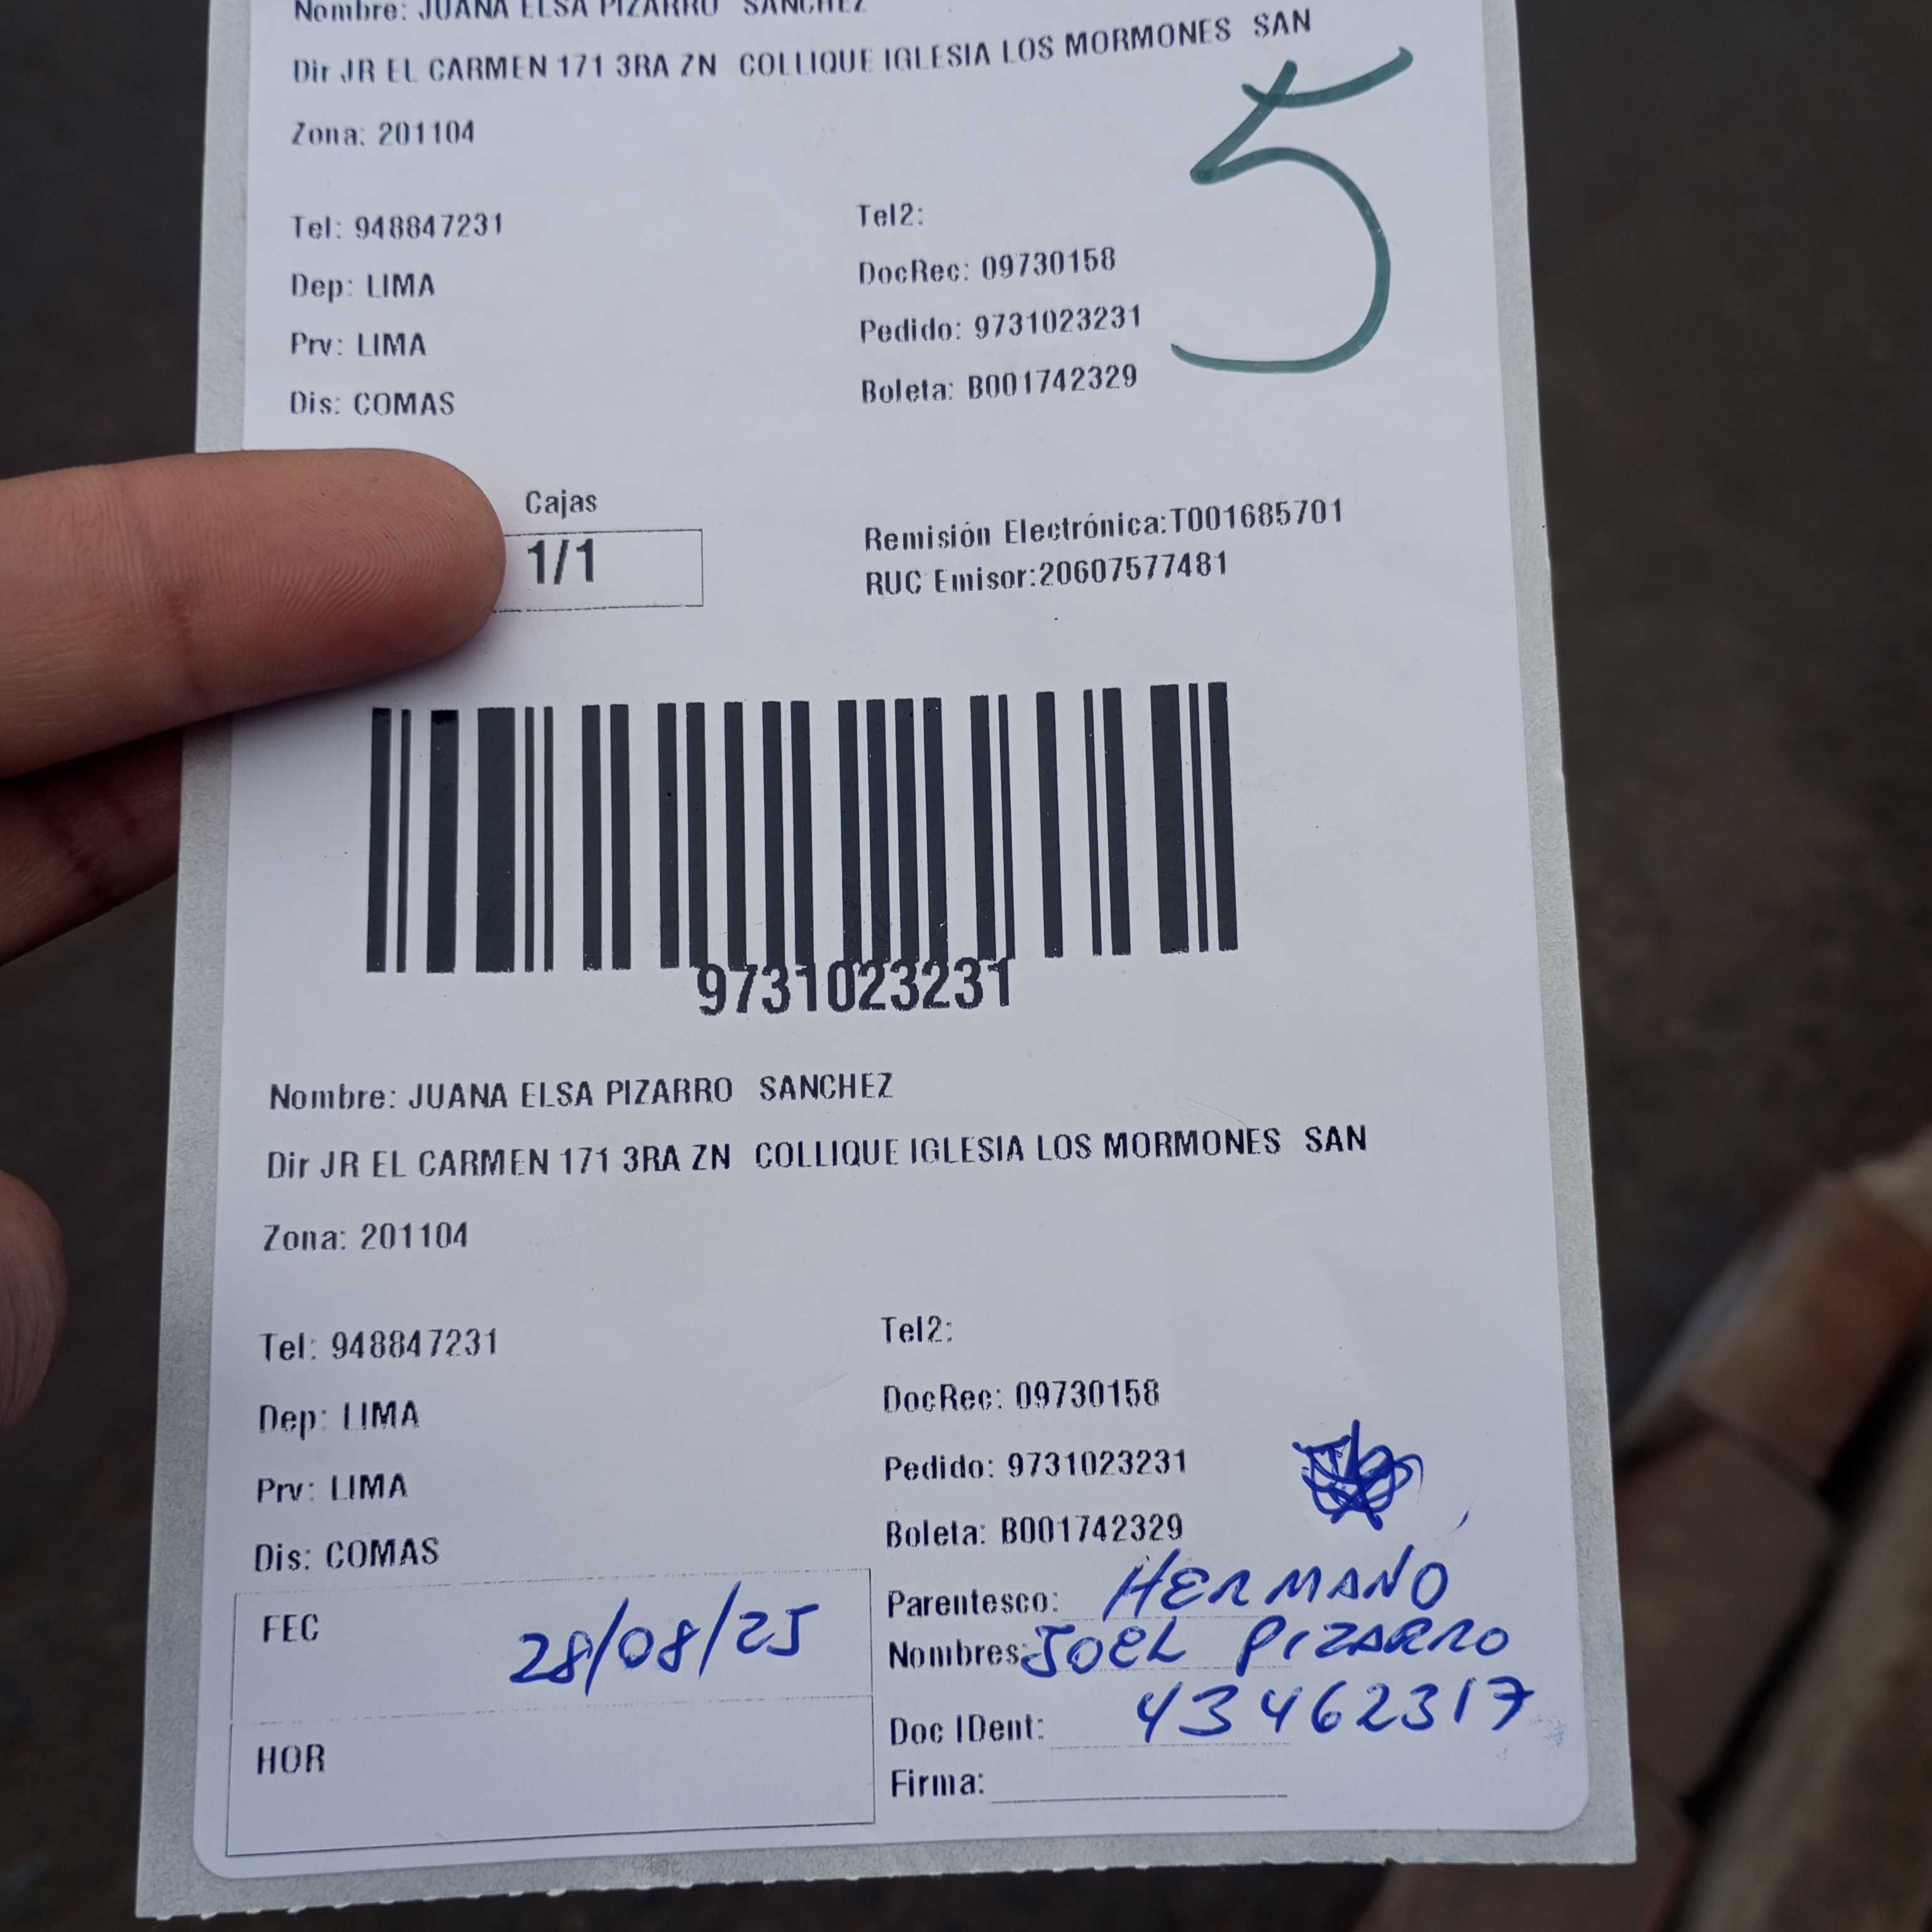 Nombre: JUANA ELSA PIZARRO SANCHEZ
Dir JR EL CARMEN 171 3RA ZN COLLIQUE IGLESIA LOS MORMONES SAN
Zona: 201104
5
Tel: 948847231
Tel2:
Dep: LIMA
DocRec: 09730158
Prv: LIMA
Pedido: 9731023231
Dis: COMAS
Boleta: B001742329
Cajas
1/1
Remisión Electrónica:T001685701
RUC Emisor:20607577481
9731023231
Nombre: JUANA ELSA PIZARRO SANCHEZ
Dir JR EL CARMEN 171 3RA ZN COLLIQUE IGLESIA LOS MORMONES SAN
Zona: 201104
Tel: 948847231
Tel2:
Dep: LIMA
DocRec: 09730158
Prv: LIMA
Pedido: 9731023231
Dis: COMAS
Boleta: B001742329
FEC 28/08/25
HOR
Parentesco: HERMANO
Nombres: JOEL PIZARRO
Doc IDent: 43462317
Firma: